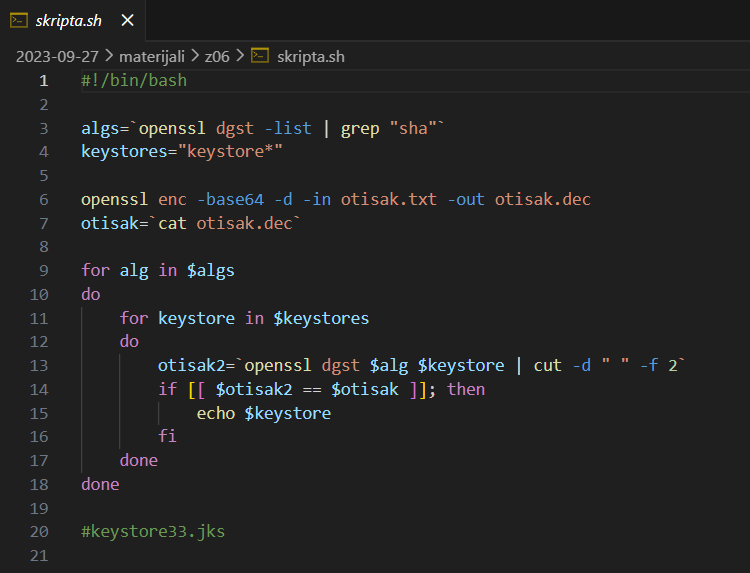 skripta.sh
2023-09-27 > materijali > z06 > skripta.sh
1 #!/bin/bash
2
3 algs=`openssl dgst -list | grep "sha"`
4 keystores="keystore*"
5
6 openssl enc -base64 -d -in otisak.txt -out otisak.dec
7 otisak=`cat otisak.dec`
8
9 for alg in $algs
10 do
11     for keystore in $keystores
12     do
13         otisak2=`openssl dgst $alg $keystore | cut -d " " -f 2`
14         if [[ $otisak2 == $otisak ]]; then
15             echo $keystore
16         fi
17     done
18 done
19
20 #keystore33.jks
21